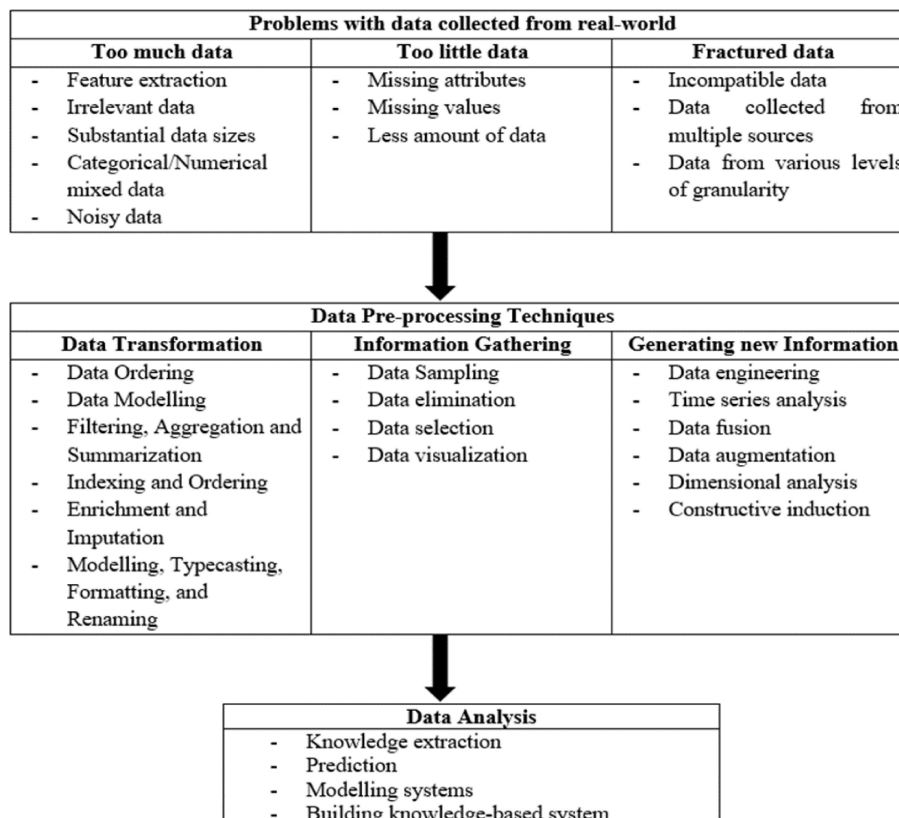 Problems with data collected from real-world
Too much data
- Feature extraction
- Irrelevant data
- Substantial data sizes
- Categorical/Numerical
mixed data
- Noisy data
Too little data
- Missing attributes
- Missing values
- Less amount of data
Fractured data
- Incompatible data
- Data collected from
multiple sources
- Data from various levels
of granularity
Data Pre-processing Techniques
Data Transformation
- Data Ordering
- Data Modelling
- Filtering, Aggregation and
Summarization
- Indexing and Ordering
- Enrichment and
Imputation
- Modelling, Typecasting,
Formatting, and
Renaming
Information Gathering
- Data Sampling
- Data elimination
- Data selection
- Data visualization
Generating new Information
- Data engineering
- Time series analysis
- Data fusion
- Data augmentation
- Dimensional analysis
- Constructive induction
Data Analysis
- Knowledge extraction
- Prediction
- Modelling systems
- Building knowledge-based system